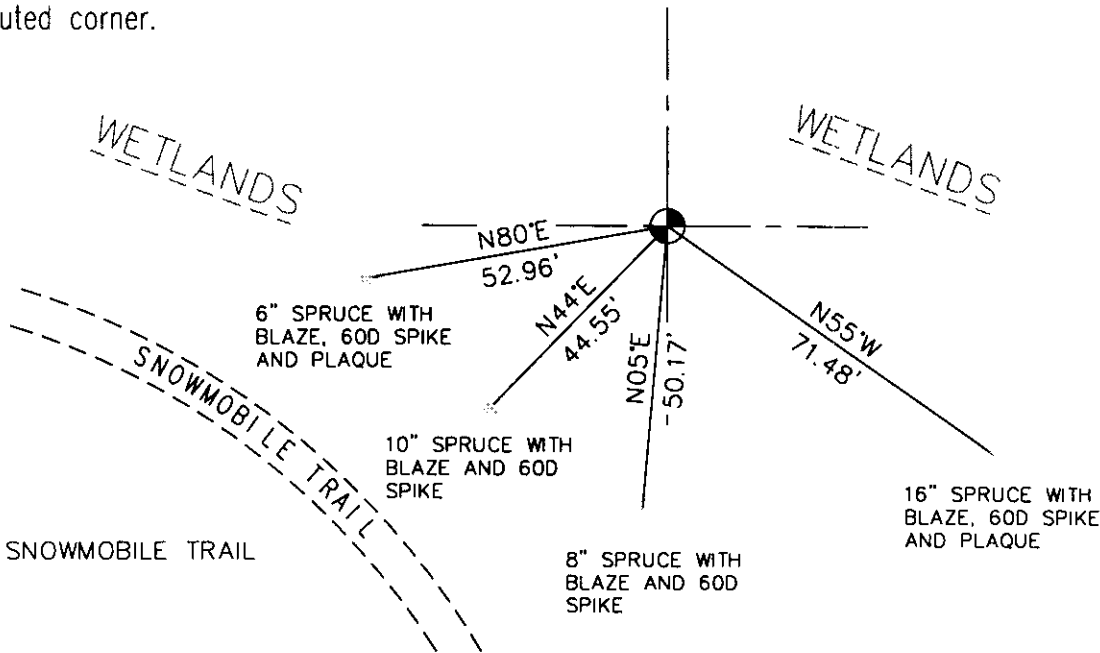 uted corner.
WETLANDS
WETLANDS
N80°E
52.96'
6" SPRUCE WITH
BLAZE, 60D SPIKE
AND PLAQUE
N44°E
44.55'
N05°E
50.17'
N55°W
71.48'
SNOWMOBILE TRAIL
10" SPRUCE WITH
BLAZE AND 60D
SPIKE
16" SPRUCE WITH
BLAZE, 60D SPIKE
AND PLAQUE
SNOWMOBILE TRAIL
8" SPRUCE WITH
BLAZE AND 60D
SPIKE